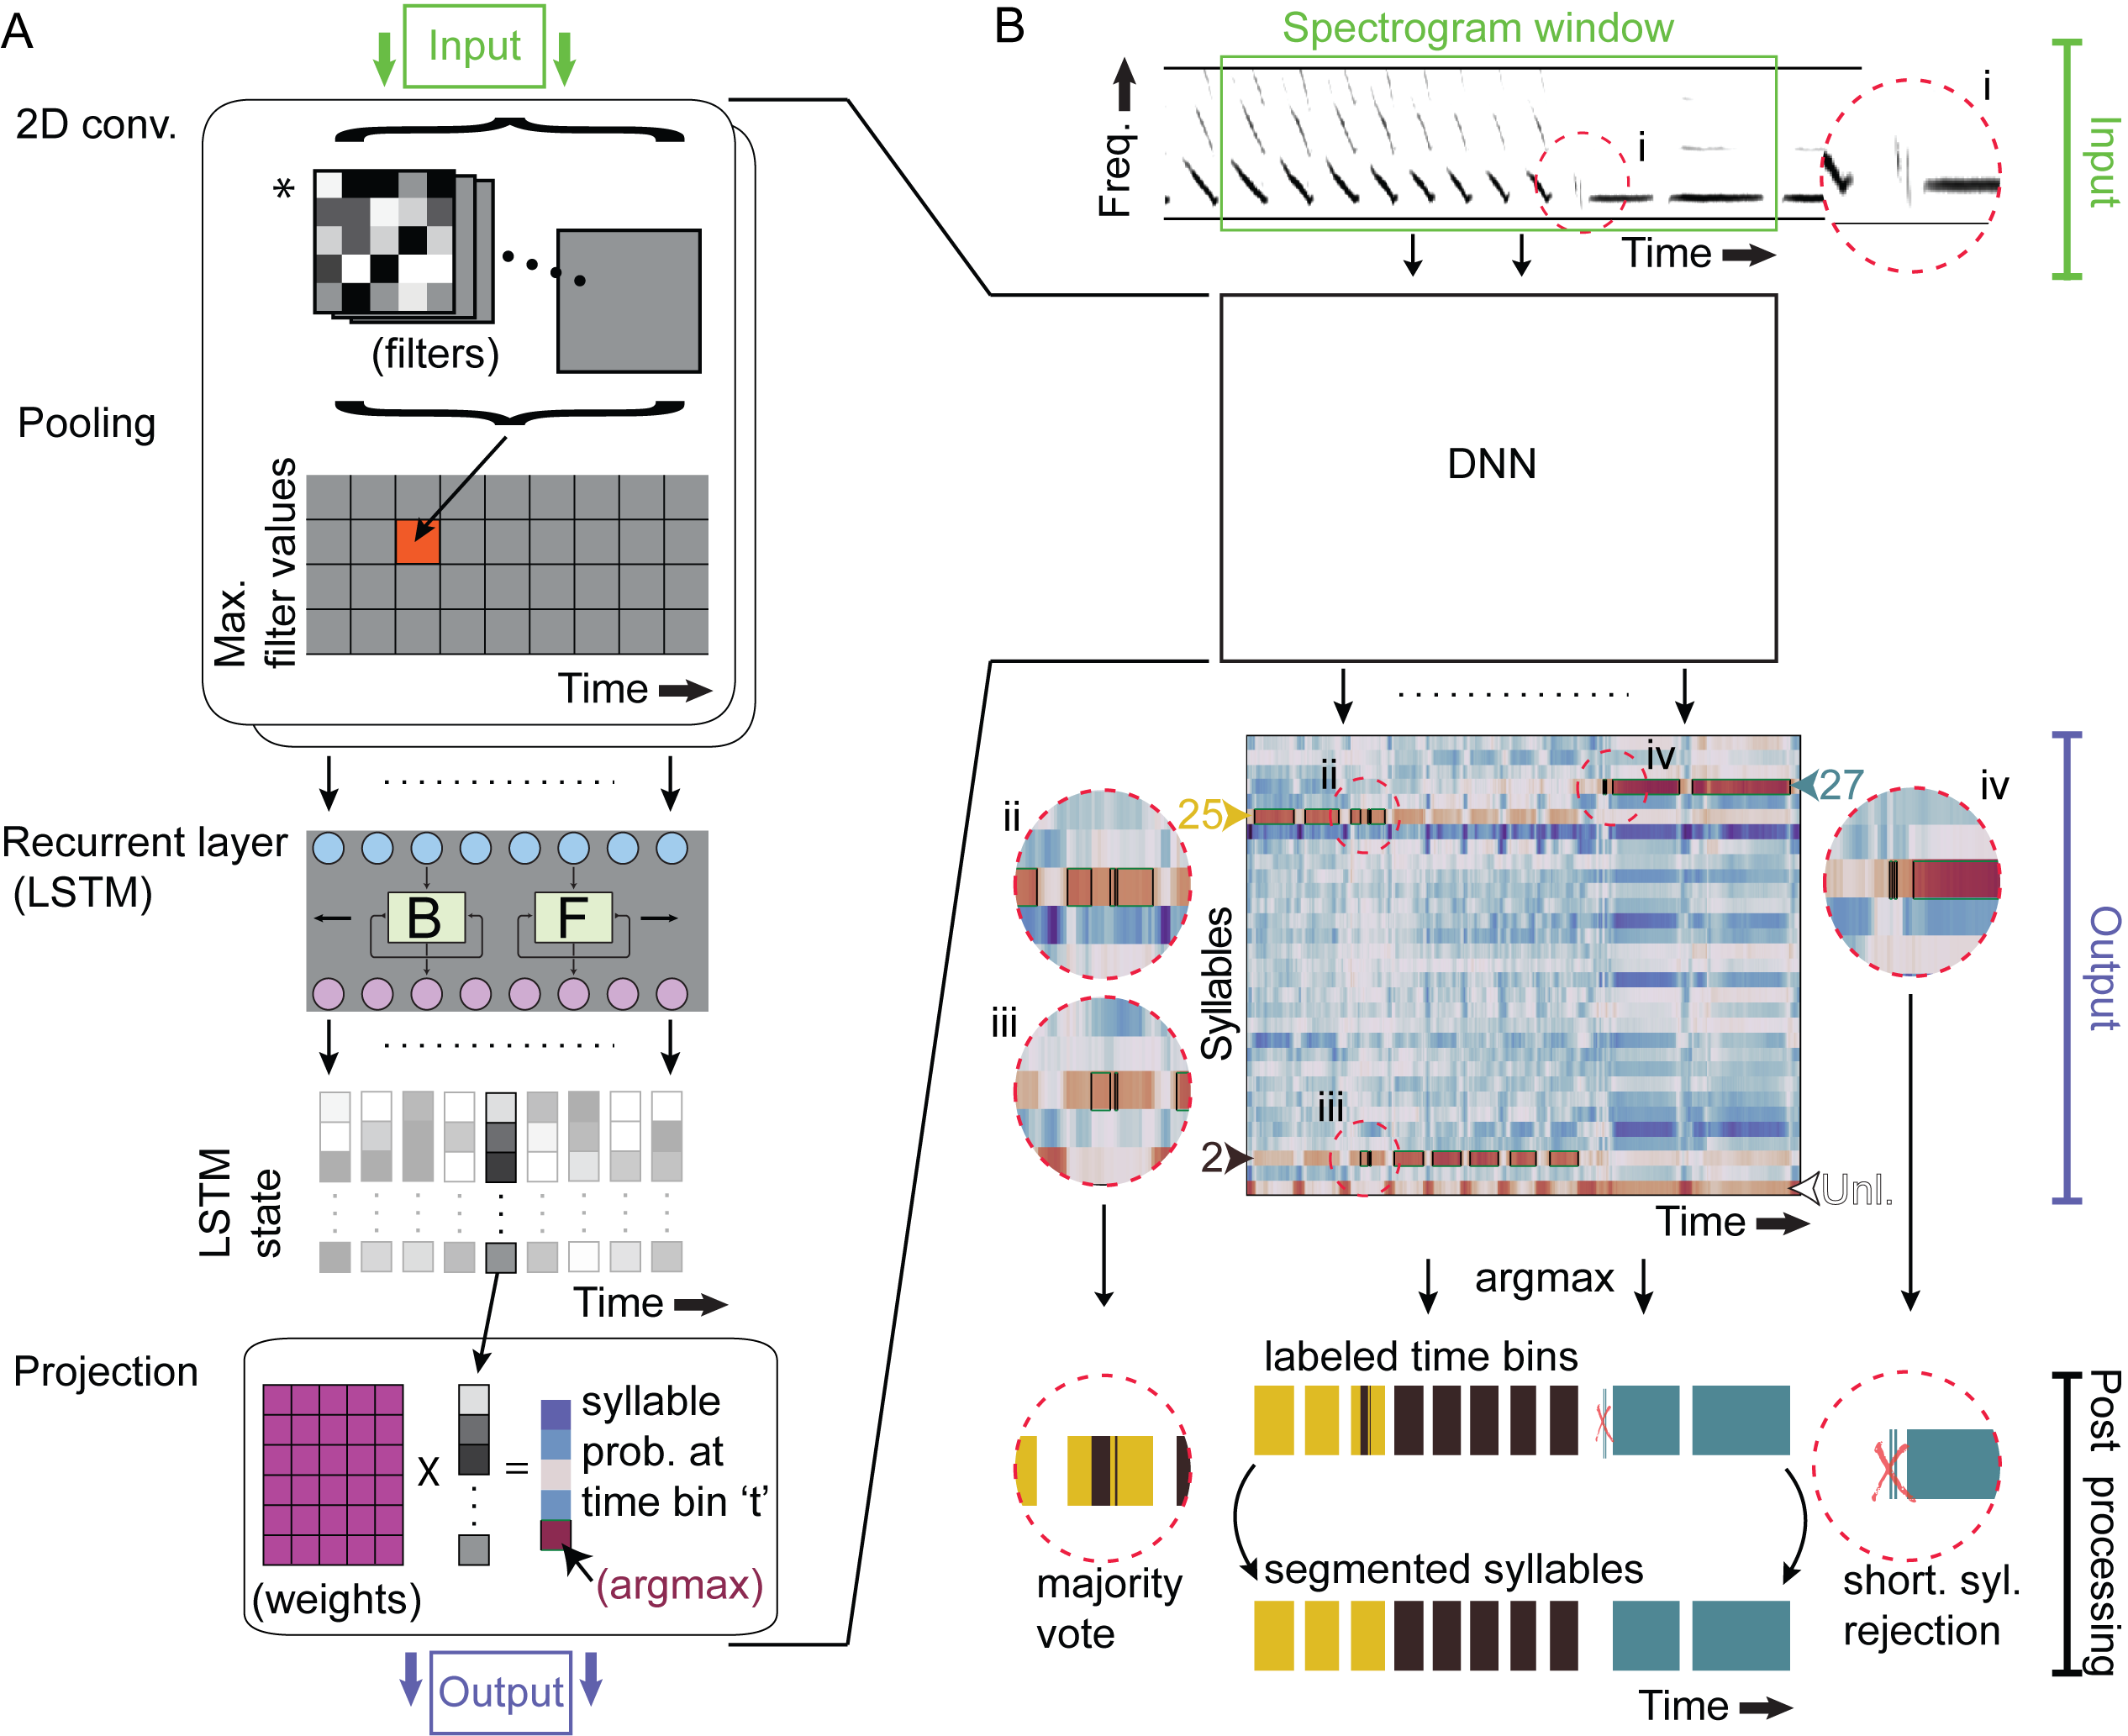 A
Input
2D conv.
*
(filters)
Pooling
Max.
filter values
Time
Recurrent layer
(LSTM)
B
F
LSTM
state
Time
Projection
X
=
syllable
prob. at
time bin ‘t’
(weights)
(argmax)
Output
B
Spectrogram window
Freq.
i
i
Time
Input
DNN
ii
iv
27
25
ii
iv
iii
Syllables
iii
2
Unl.
Time
Output
argmax
labeled time bins
majority
vote
segmented syllables
short. syl.
rejection
Time
Post processing